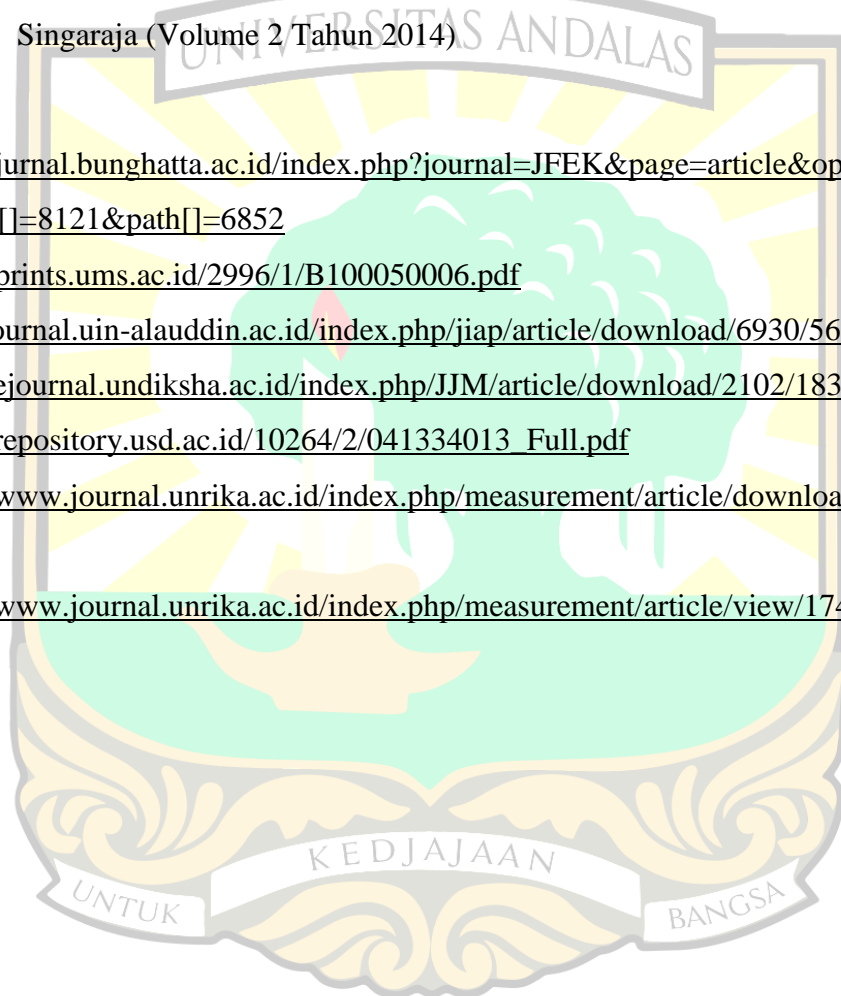 Singaraja (Volume 2 Tahun 2014)
UNIVERSITAS ANDALAS
jurnal.bunghatta.ac.id/index.php?journal=JFEK&page=article&op
[]=8121&path[]=6852
prints.ums.ac.id/2996/1/B100050006.pdf
ournal.uin-alauddin.ac.id/index.php/jiap/article/download/6930/56
ejournal.undiksha.ac.id/index.php/JJM/article/download/2102/183
repository.usd.ac.id/10264/2/041334013_Full.pdf
www.journal.unrika.ac.id/index.php/measurement/article/downloa
www.journal.unrika.ac.id/index.php/measurement/article/view/174
UNTUK KEDJAJAAN BANGSA